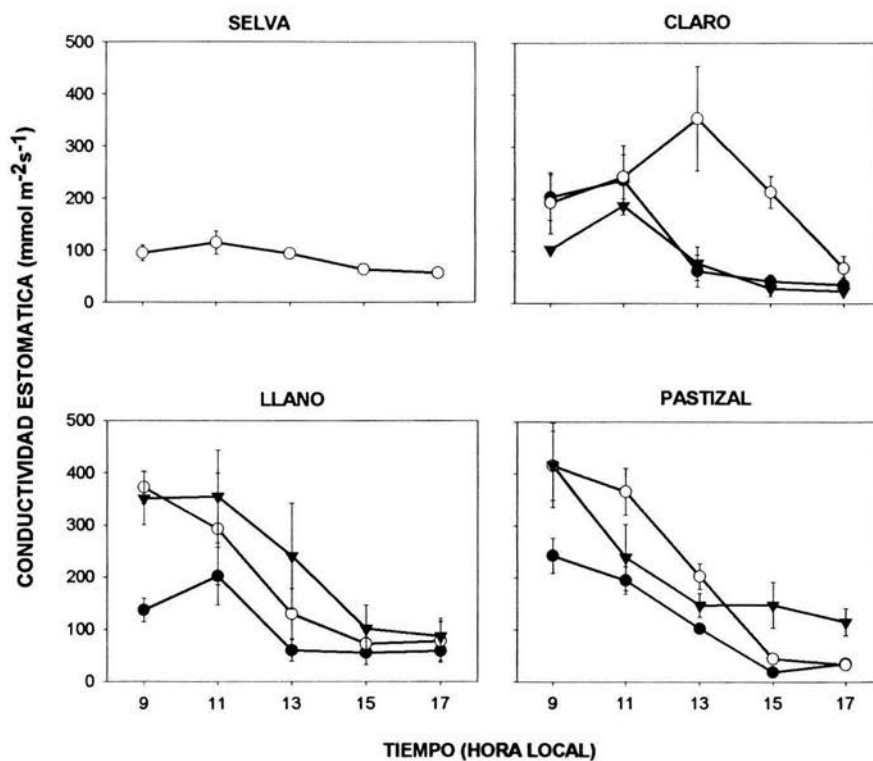 SELVA
CLARO
500
400
300
200
100
0
CONDUCTIVIDAD ESTOMATICA (mmol m-2s-1)
LLANO
PASTIZAL
500
400
300
200
100
0
9 11 13 15 17
9 11 13 15 17
TIEMPO (HORA LOCAL)